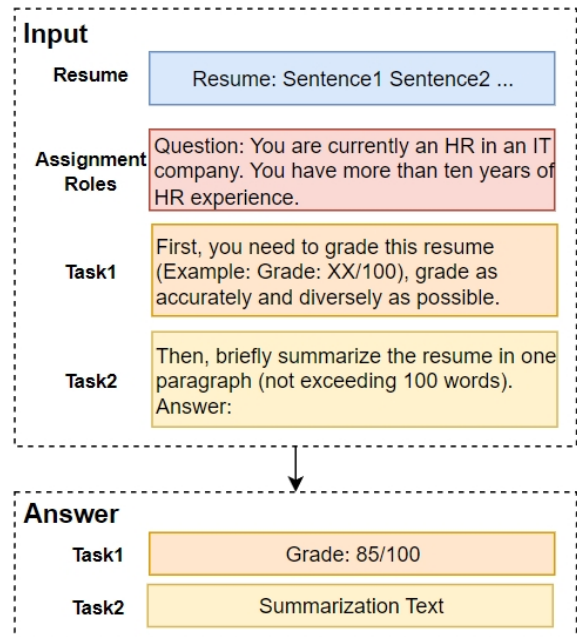 Input
Resume
Resume: Sentence1 Sentence2 ...
Assignment
Roles
Question: You are currently an HR in an IT
company. You have more than ten years of
HR experience.
Task1
First, you need to grade this resume
(Example: Grade: XX/100), grade as
accurately and diversely as possible.
Task2
Then, briefly summarize the resume in one
paragraph (not exceeding 100 words).
Answer:
Answer
Task1
Grade: 85/100
Task2
Summarization Text